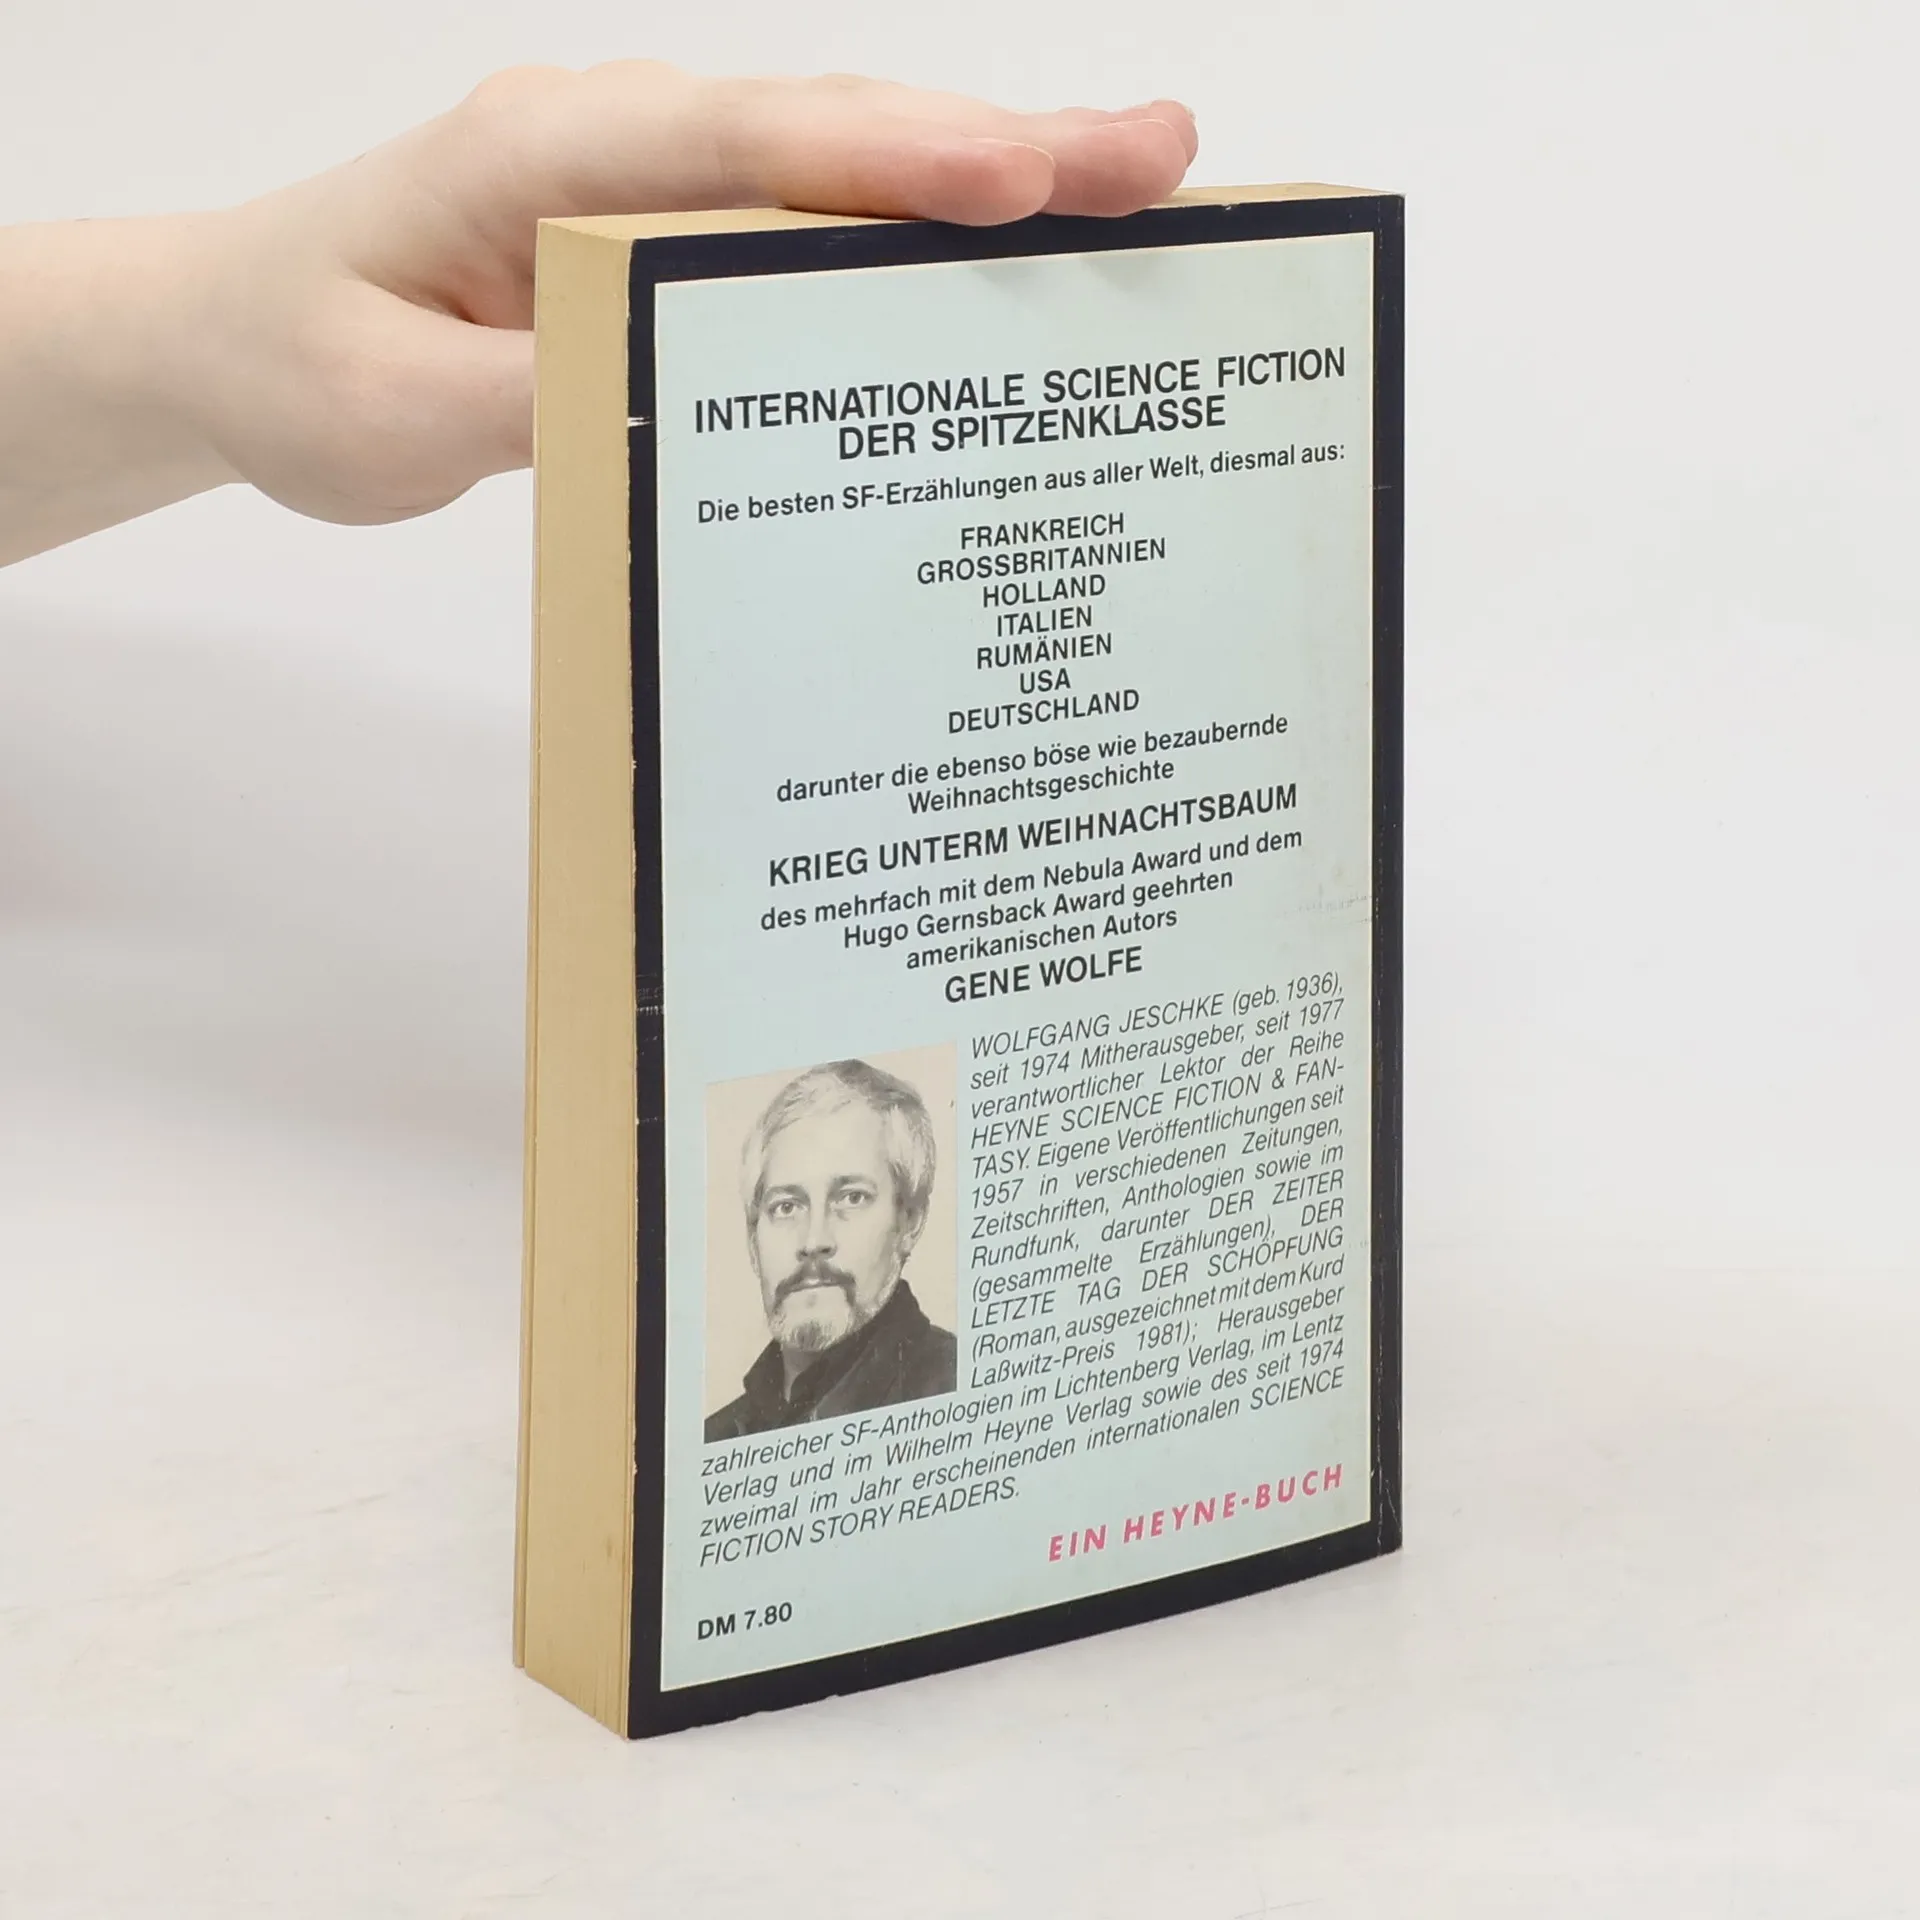 INTERNATIONALE SCIENCE FICTION
DER SPITZENKLASSE
Die besten SF-Erzählungen aus aller Welt, diesmal aus:
FRANKREICH
GROSSBRITANNIEN
HOLLAND
ITALIEN
RUMÄNIEN
USA
DEUTSCHLAND
darunter die ebenso böse wie bezaubernde
Weihnachtsgeschichte
KRIEG UNTERM WEIHNACHTSBAUM
des mehrfach mit dem Nebula Award und dem
Hugo Gernsback Award geehrten
amerikanischen Autors
GENE WOLFE
WOLFGANG JESCHKE (geb. 1936),
seit 1974 Mitherausgeber, seit 1977
verantwortlicher Lektor der Reihe
HEYNE SCIENCE FICTION & FAN-
TASY. Eigene Veröffentlichungen seit
1957 in verschiedenen Zeitungen,
Zeitschriften, Anthologien sowie im
Rundfunk, darunter DER ZEITER
(gesammelte Erzählungen), DER
LETZTE TAG DER SCHÖPFUNG
(Roman, ausgezeichnet mit dem Kurd
Laßwitz-Preis 1981); Herausgeber
zahlreicher SF-Anthologien im Lichtenberg Verlag, im Lentz
Verlag und im Wilhelm Heyne Verlag sowie des seit 1974
zweimal im Jahr erscheinenden internationalen SCIENCE
FICTION STORY READERS.
EIN HEYNE-BUCH
DM 7.80